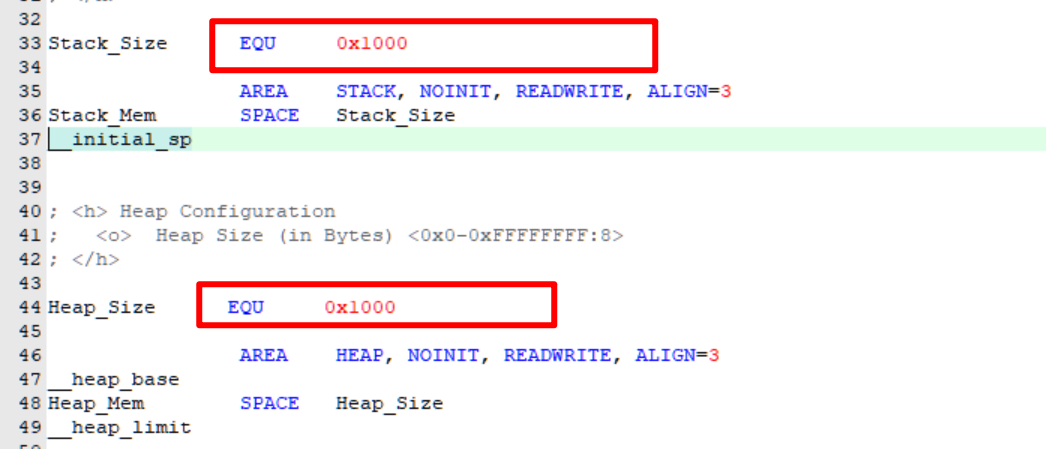 32
33 Stack_Size EQU 0x1000
34
35 AREA STACK, NOINIT, READWRITE, ALIGN=3
36 Stack_Mem SPACE Stack_Size
37 __initial_sp
38
39
40 ; <h> Heap Configuration
41 ; <o> Heap Size (in Bytes) <0x0-0xFFFFFFFF:8>
42 ; </h>
43
44 Heap_Size EQU 0x1000
45
46 AREA HEAP, NOINIT, READWRITE, ALIGN=3
47 __heap_base
48 Heap_Mem SPACE Heap_Size
49 __heap_limit